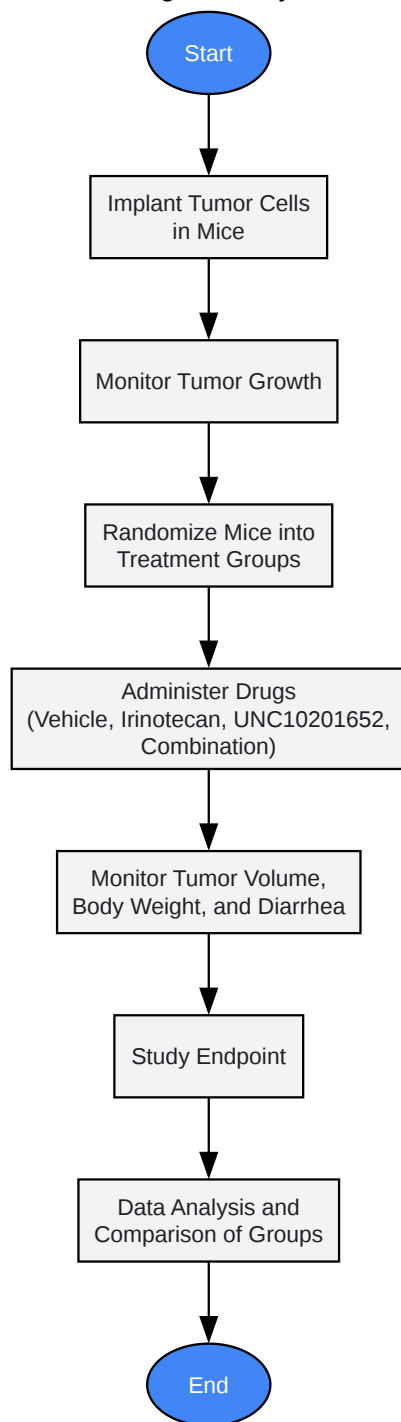 Start
Implant Tumor Cells
in Mice
Monitor Tumor Growth
Randomize Mice into
Treatment Groups
Administer Drugs
(Vehicle, Irinotecan, UNC10201652,
Combination)
Monitor Tumor Volume,
Body Weight, and Diarrhea
Study Endpoint
Data Analysis and
Comparison of Groups
End